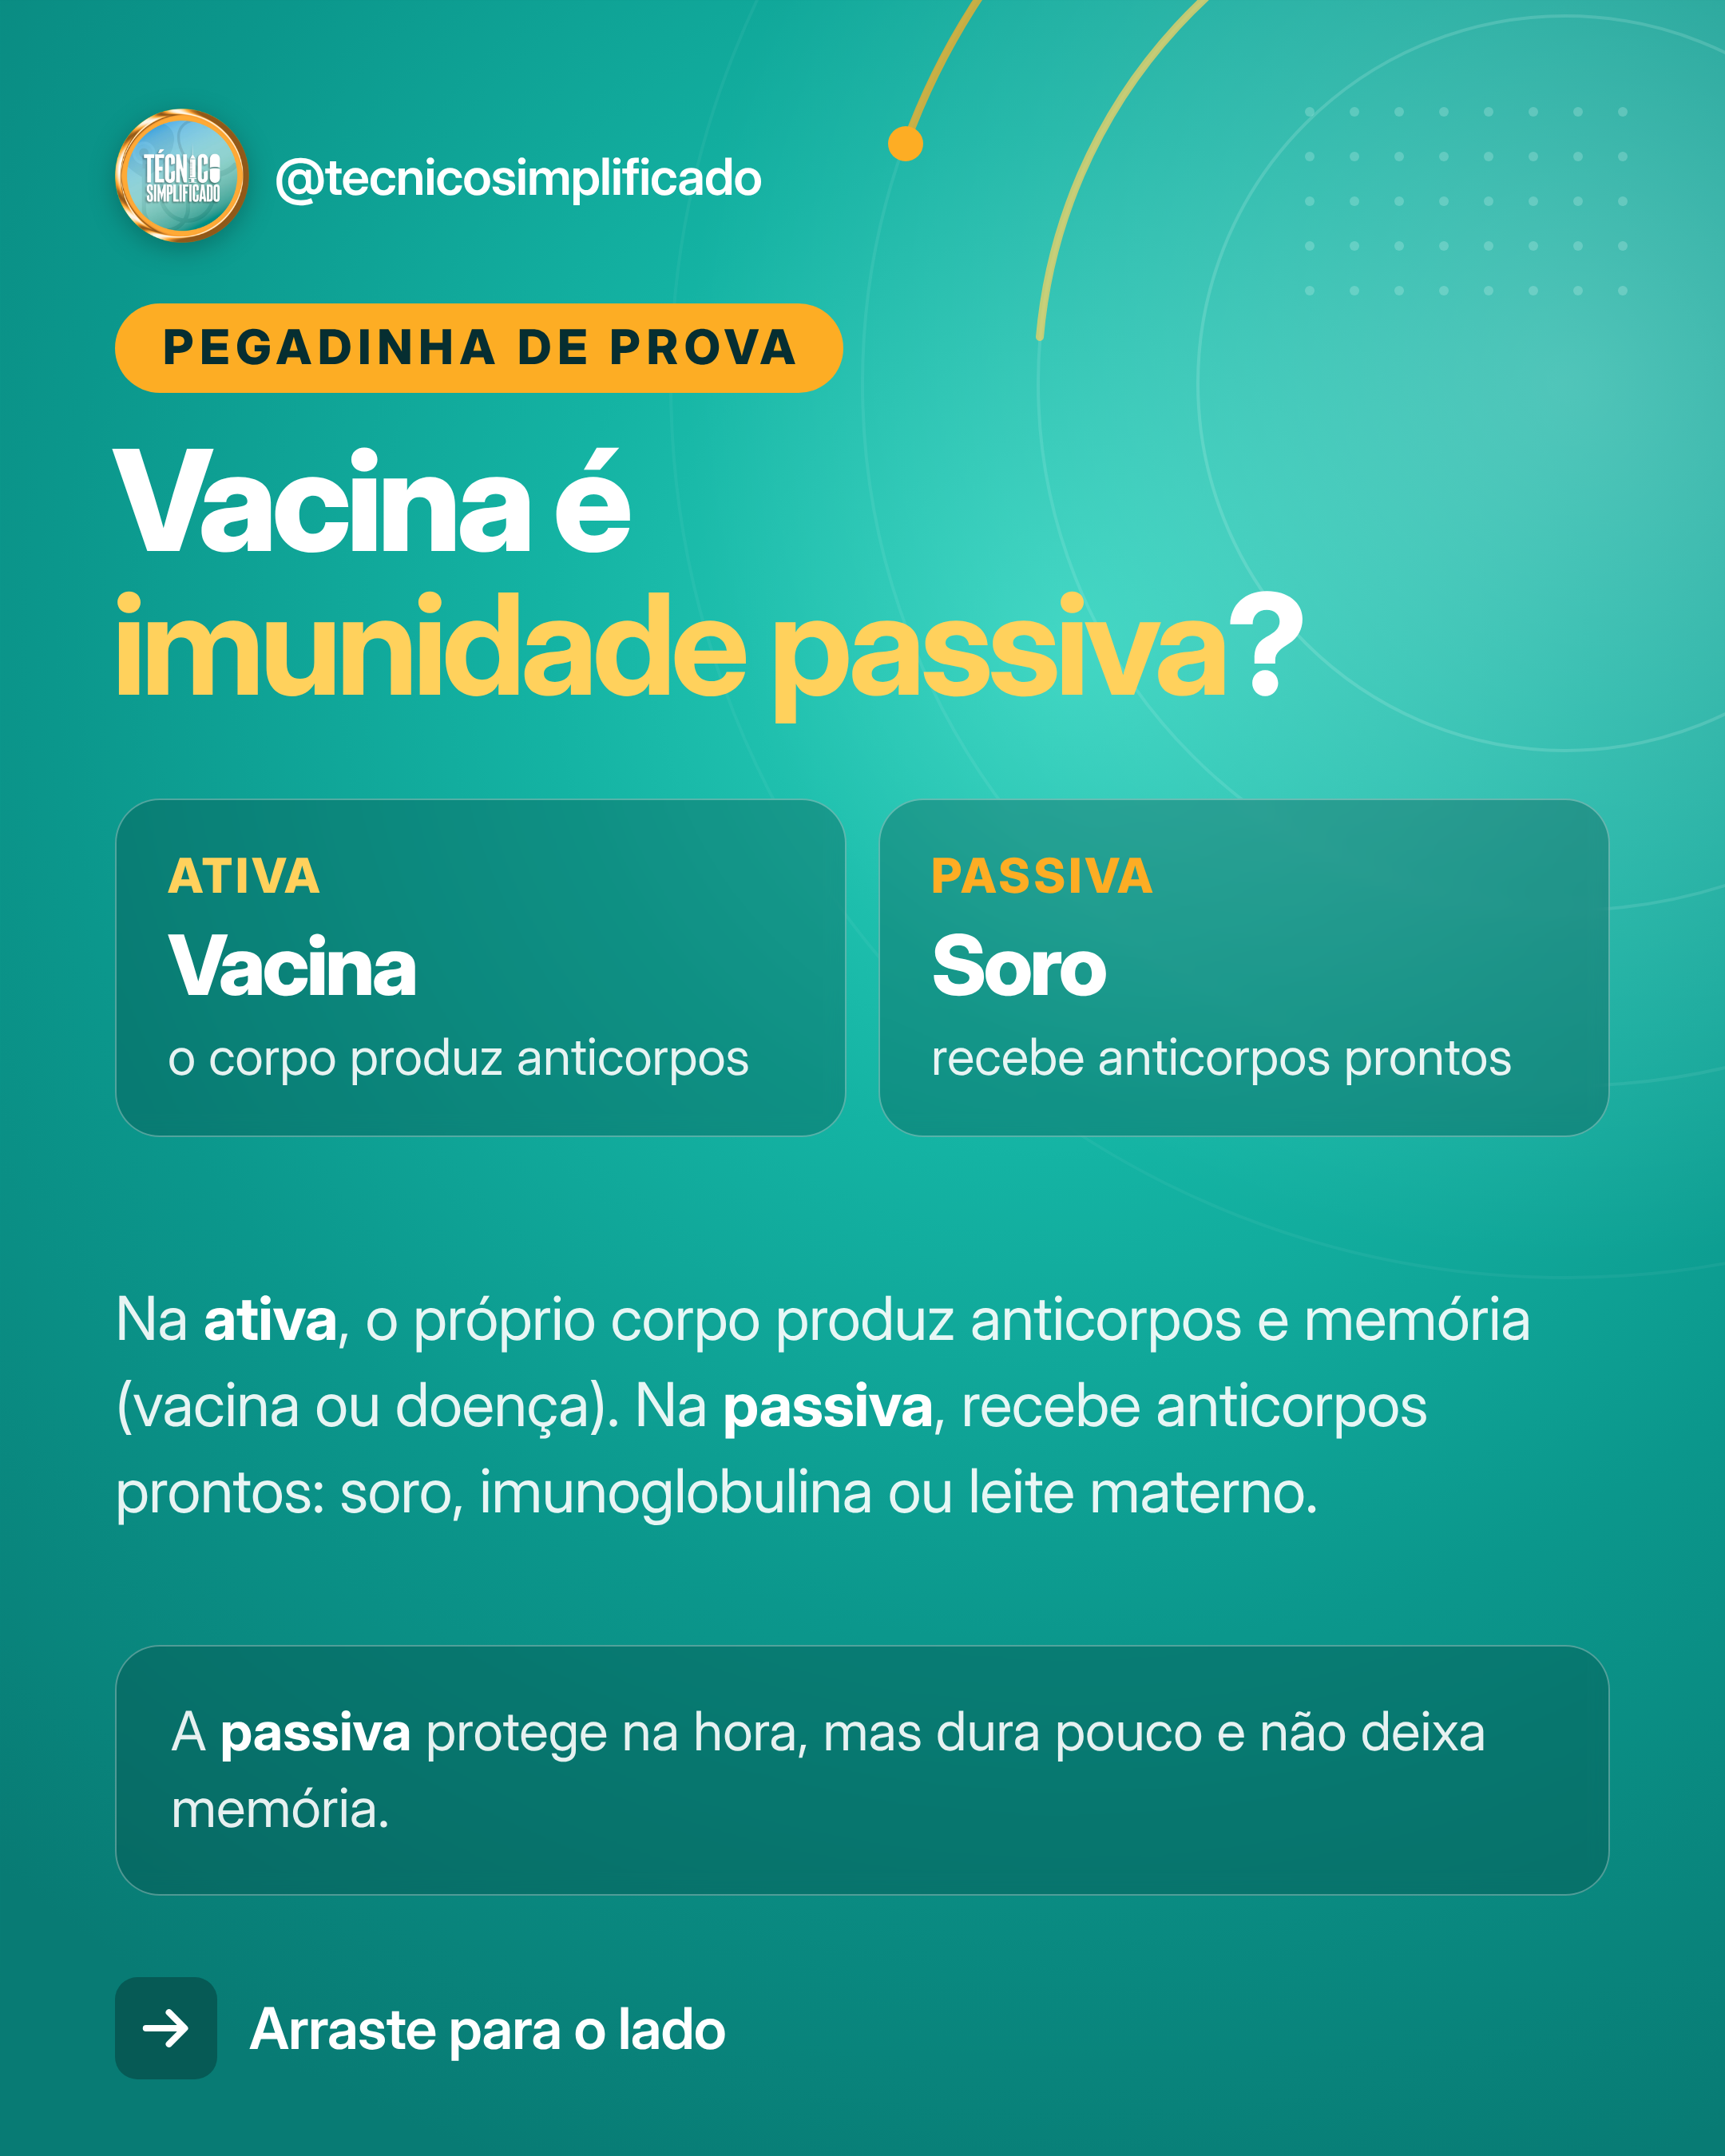 TÉCNICO
SIMPLIFICADO
@tecnicosimplificado
PEGADINHA DE PROVA
Vacina é
imunidade passiva?
ATIVA
Vacina
o corpo produz anticorpos
PASSIVA
Soro
recebe anticorpos prontos
Na ativa, o próprio corpo produz anticorpos e memória
(vacina ou doença). Na passiva, recebe anticorpos
prontos: soro, imunoglobulina ou leite materno.
A passiva protege na hora, mas dura pouco e não deixa
memória.
Arraste para o lado